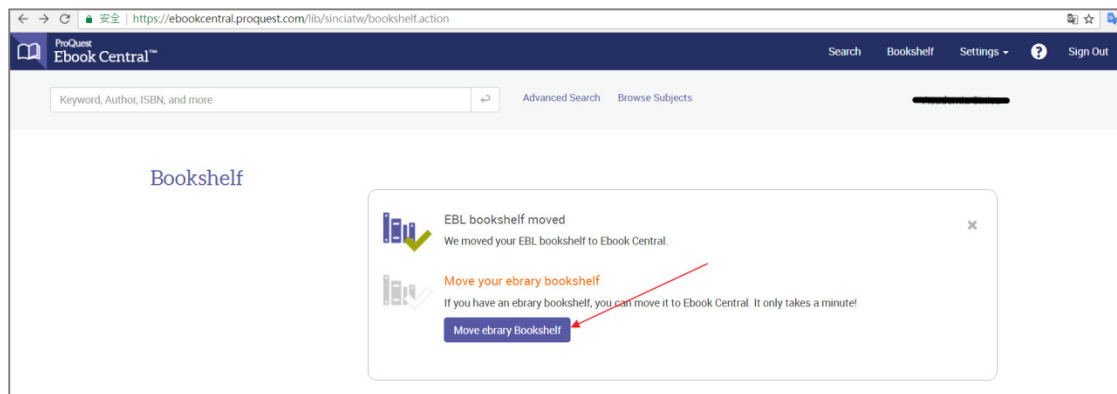 安全 | https://ebookcentral.proquest.com/lib/sinciatw/bookshelf.action
ProQuest
Ebook Central™
Search Bookshelf Settings ? Sign Out
Keyword, Author, ISBN, and more
Advanced Search Browse Subjects
Bookshelf
EBL bookshelf moved
We moved your EBL bookshelf to Ebook Central.
Move your ebrary bookshelf
If you have an ebrary bookshelf, you can move it to Ebook Central. It only takes a minute!
Move ebrary Bookshelf